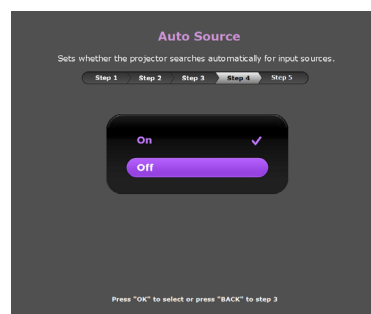 Auto Source
Sets whether the projector searches automatically for input sources.
Step 1 Step 2 Step 3 Step 4 Step 5
On
Off
Press "OK" to select or press "BACK" to step 3